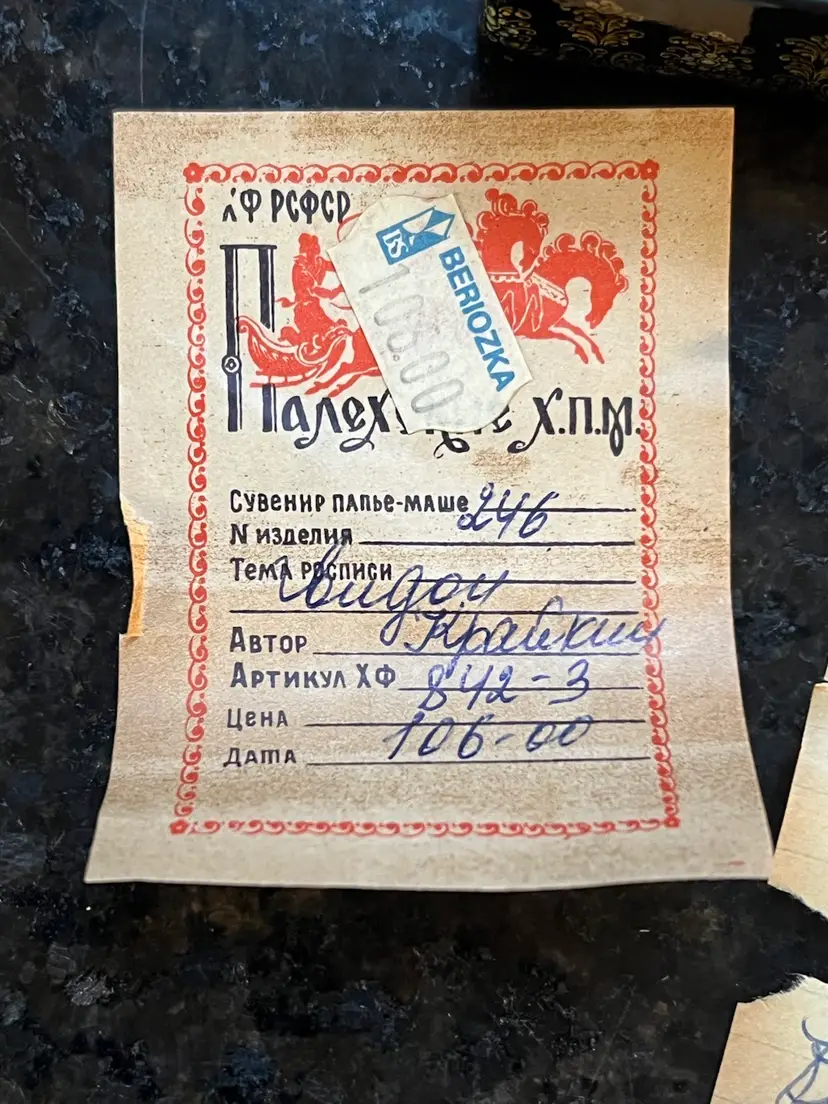 ХФ РСФСР
BERIOZKA
106.00
Палехские Х.П.М.
Сувенир папье-маше 246
N изделия
Тема росписи Гвидон
Автор Крайкин
Артикул ХФ 842-3
Цена 106-00
Дата